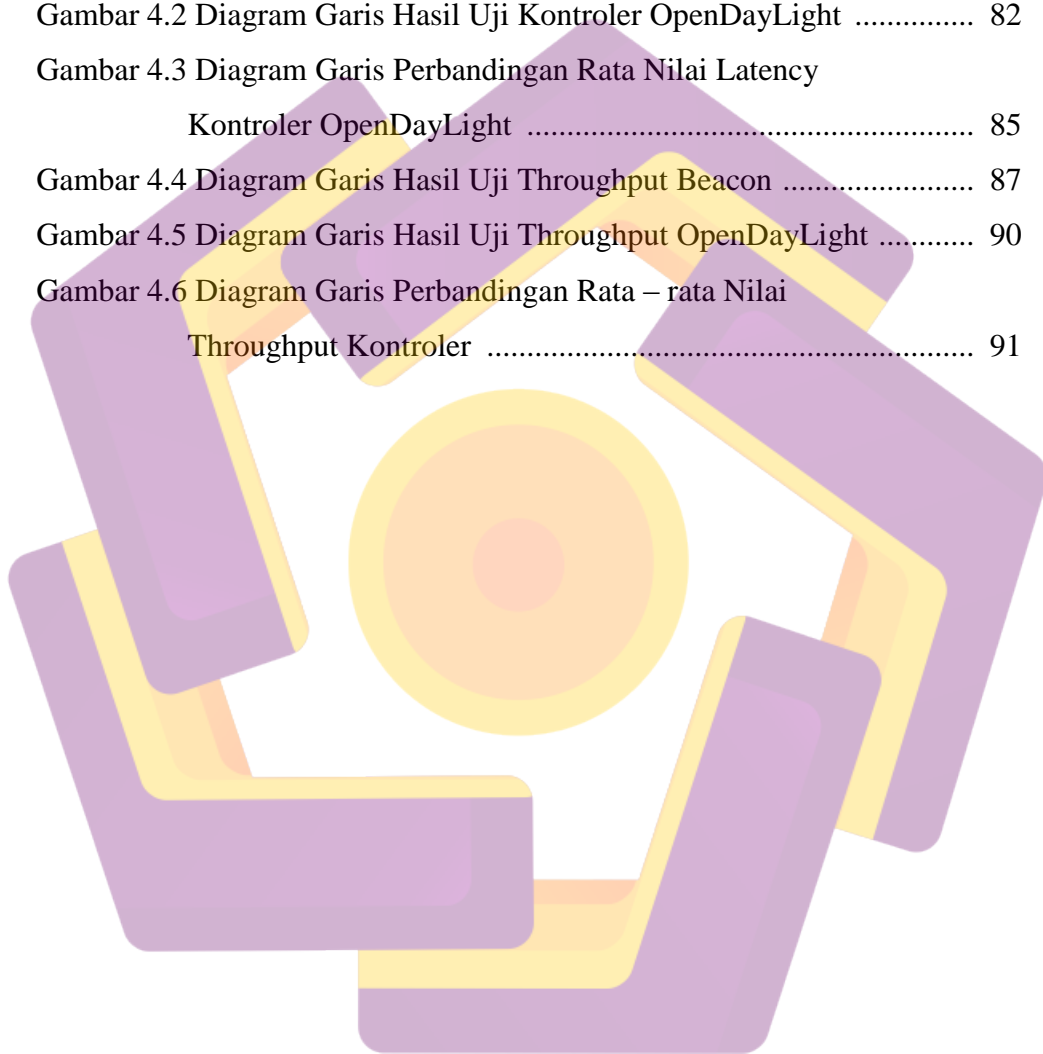 Gambar 4.2 Diagram Garis Hasil Uji Kontroler OpenDayLight ............... 82
Gambar 4.3 Diagram Garis Perbandingan Rata Nilai Latency
Kontroler OpenDayLight ........................................................................ 85
Gambar 4.4 Diagram Garis Hasil Uji Throughput Beacon ....................... 87
Gambar 4.5 Diagram Garis Hasil Uji Throughput OpenDayLight ............ 90
Gambar 4.6 Diagram Garis Perbandingan Rata – rata Nilai
Throughput Kontroler .............................................................................. 91